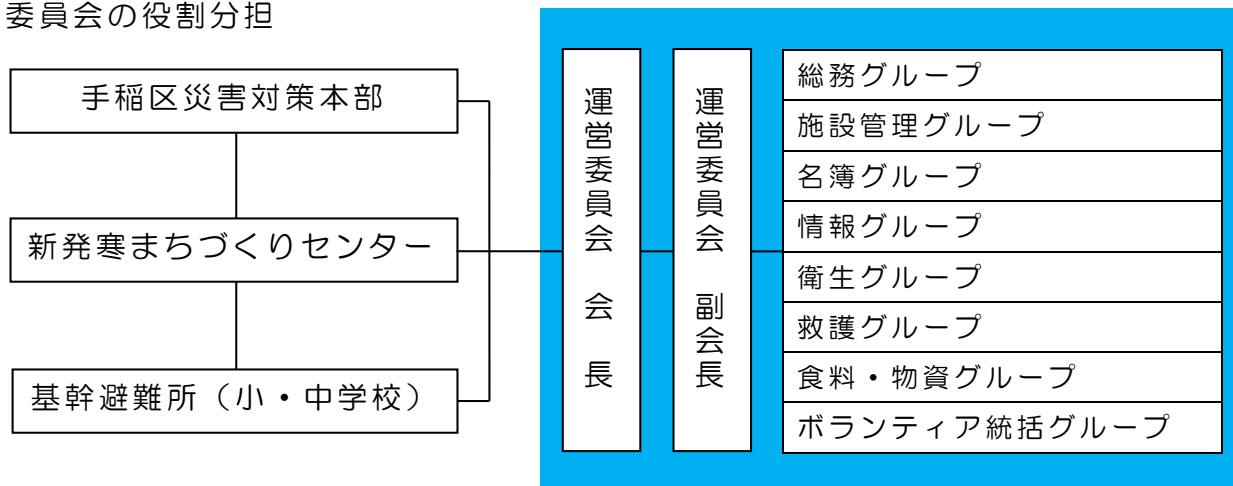 委員会の役割分担
手稲区災害対策本部
新発寒まちづくりセンター
基幹避難所（小・中学校）
運営委員会 会 長
運営委員会 副会長
総務グループ
施設管理グループ
名簿グループ
情報グループ
衛生グループ
救護グループ
食料・物資グループ
ボランティア統括グループ